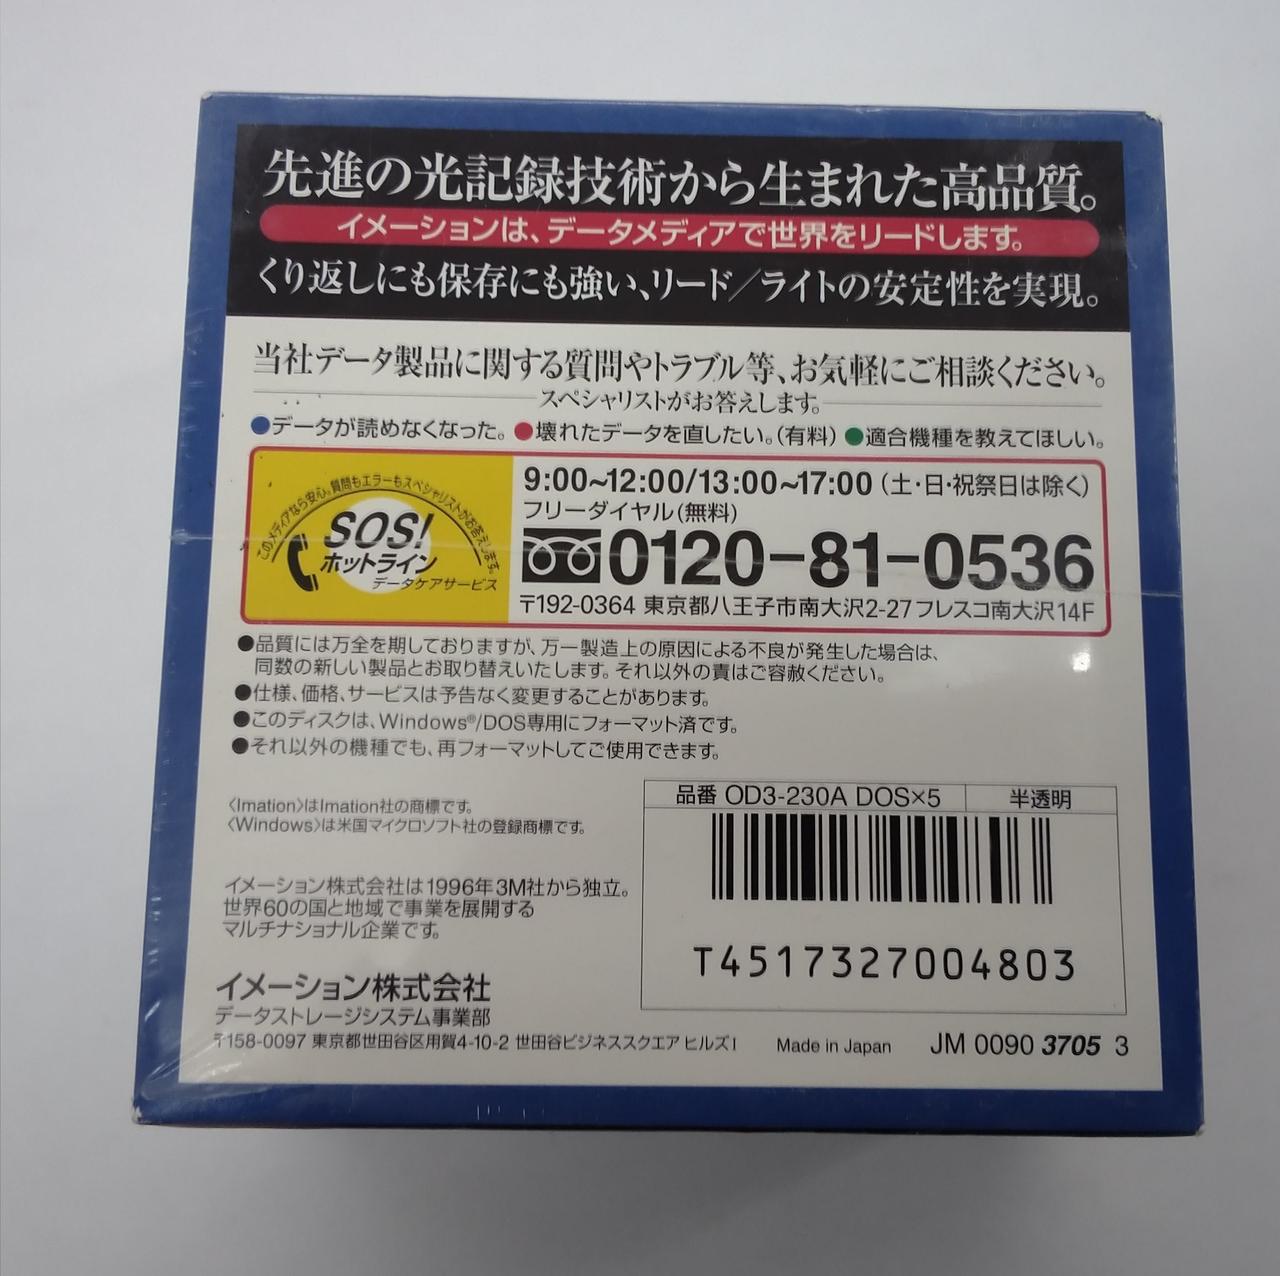 先進の光記録技術から生まれた高品質。
イメーションは、データメディアで世界をリードします。
くり返しにも保存にも強い、リード／ライトの安定性を実現。
当社データ製品に関する質問やトラブル等、お気軽にご相談ください。
スペシャリストがお答えします。
●データが読めなくなった。●壊れたデータを直したい。(有料) ●適合機種を教えてほしい。
このメディアなら安心。質問もエラーもスペシャリストがお答えします。
SOS!
ホットライン
データケアサービス
9:00~12:00/13:00~17:00 (土・日・祝祭日は除く)
フリーダイヤル(無料)
0120-81-0536
〒192-0364 東京都八王子市南大沢2-27フレスコ南大沢14F
●品質には万全を期しておりますが、万一製造上の原因による不良が発生した場合は、
同数の新しい製品とお取り替えいたします。それ以外の責はご容赦ください。
●仕様、価格、サービスは予告なく変更することがあります。
●このディスクは、Windows®/DOS専用にフォーマット済です。
●それ以外の機種でも、再フォーマットしてご使用できます。
〈Imation〉はImation社の商標です。
〈Windows〉は米国マイクロソフト社の登録商標です。
品番 OD3-230A DOS×5 半透明
T4517327004803
イメーション株式会社は1996年3M社から独立。
世界60の国と地域で事業を展開する
マルチナショナル企業です。
イメーション株式会社
データストレージシステム事業部
〒158-0097 東京都世田谷区用賀4-10-2 世田谷ビジネススクエア ヒルズI
Made in Japan JM 0090 3705 3